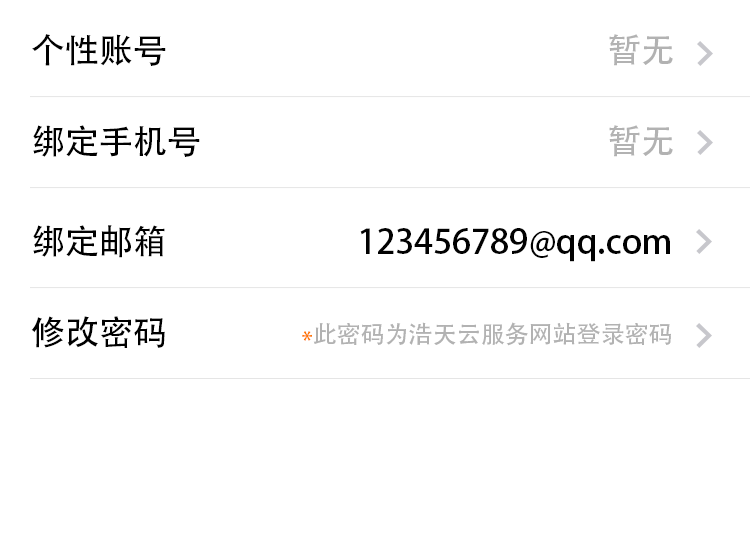 个性账号 暂无
绑定手机号 暂无
绑定邮箱 123456789@qq.com
修改密码 *此密码为浩天云服务网站登录密码